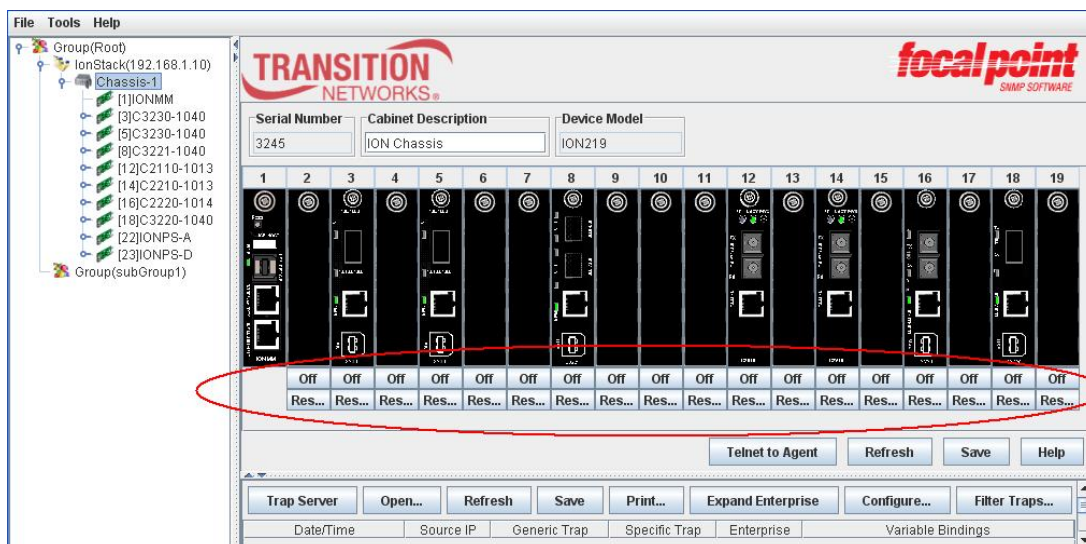 File Tools Help
Group(Root)
IonStack(192.168.1.10)
Chassis-1
[1]IONMM
[3]C3230-1040
[5]C3230-1040
[8]C3221-1040
[12]C2110-1013
[14]C2210-1013
[16]C2220-1014
[18]C3220-1040
[22]IONPS-A
[23]IONPS-D
Group(subGroup1)
TRANSITION
NETWORKS®
focal point
SNMP SOFTWARE
Serial Number Cabinet Description Device Model
3245 ION Chassis ION219
1 2 3 4 5 6 7 8 9 10 11 12 13 14 15 16 17 18 19
IONMM
Off Off Off Off Off Off Off Off Off Off Off Off Off Off Off Off Off Off
Res... Res... Res... Res... Res... Res... Res... Res... Res... Res... Res... Res... Res... Res... Res... Res... Res... Res...
Telnet to Agent Refresh Save Help
Trap Server Open... Refresh Save Print... Expand Enterprise Configure... Filter Traps...
Date/Time Source IP Generic Trap Specific Trap Enterprise Variable Bindings